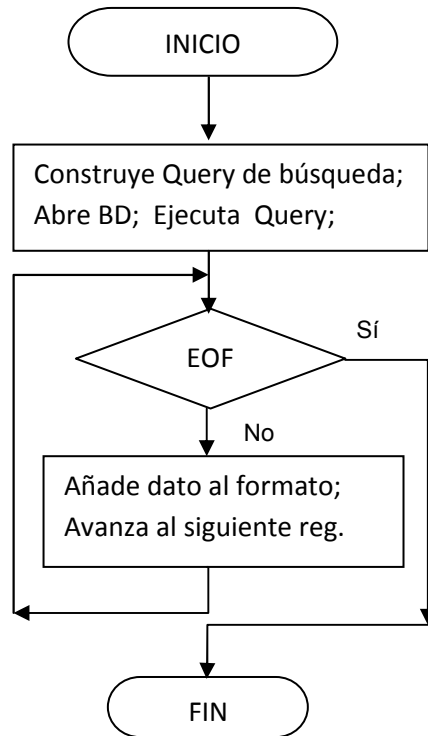 INICIO
Construye Query de búsqueda;
Abre BD; Ejecuta Query;
EOF
Sí
No
Añade dato al formato;
Avanza al siguiente reg.
FIN